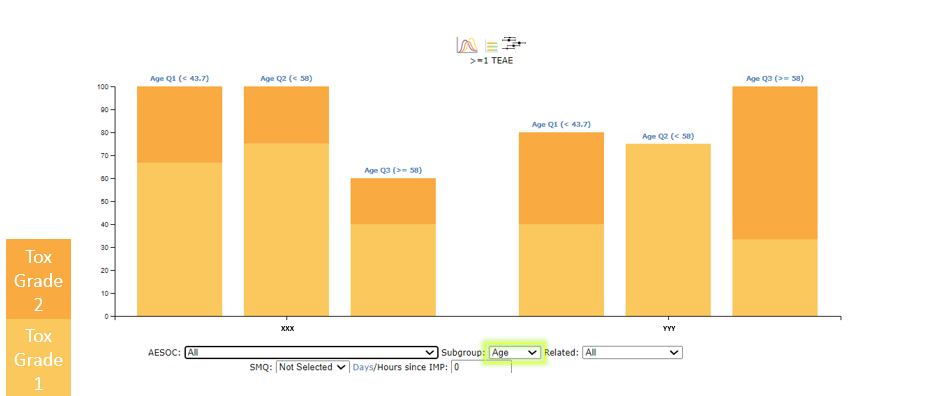 >=1 TEAE
Age Q1 (< 43.7)
Age Q2 (< 58)
Age Q3 (>= 58)
Age Q1 (< 43.7)
Age Q2 (< 58)
Age Q3 (>= 58)
100
90
80
70
60
50
40
30
20
10
0
XXX
YYY
Tox
Grade
2
Tox
Grade
1
AESOC: All Subgroup: Age Related: All
SMQ: Not Selected Days/Hours since IMP: 0